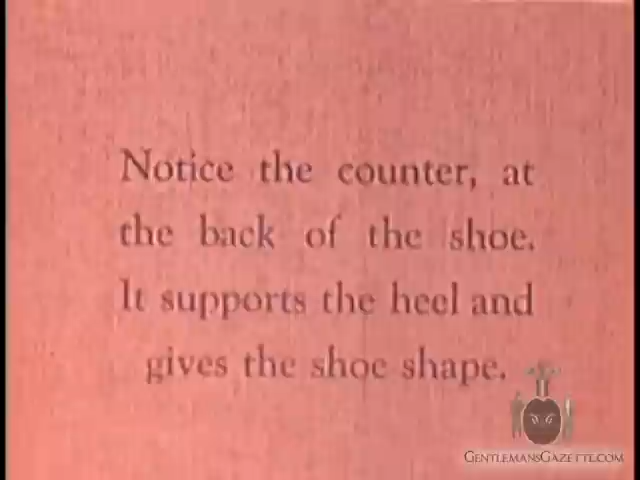 Notice the counter, at
the back of the shoe.
It supports the heel and
gives the shoe shape.
GENTLEMANSGAZETTE.COM